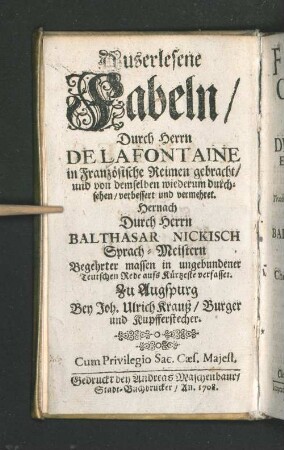 Auserlesene
Fabeln/
Durch Herrn
DE LA FONTAINE
in Französische Reimen gebracht/
und von demselben wiederum durch-
sehen/ verbessert und vermehret.
Hernach
Durch Herrn
BALTHASAR NICKISCH
Sprach-Meistern
Begehrter massen in ungebundener
Teutschen Rede aufs Kürtzeste verfasset.
Zu Augspurg
Bey Joh. Ulrich Krauß/ Burger
und Kupfferstecher.
Cum Privilegio Sac. Cæs. Majest.
Gedruckt bey Andreas Maschenbaur/
Stadt-Buchdrucker/ An. 1708.